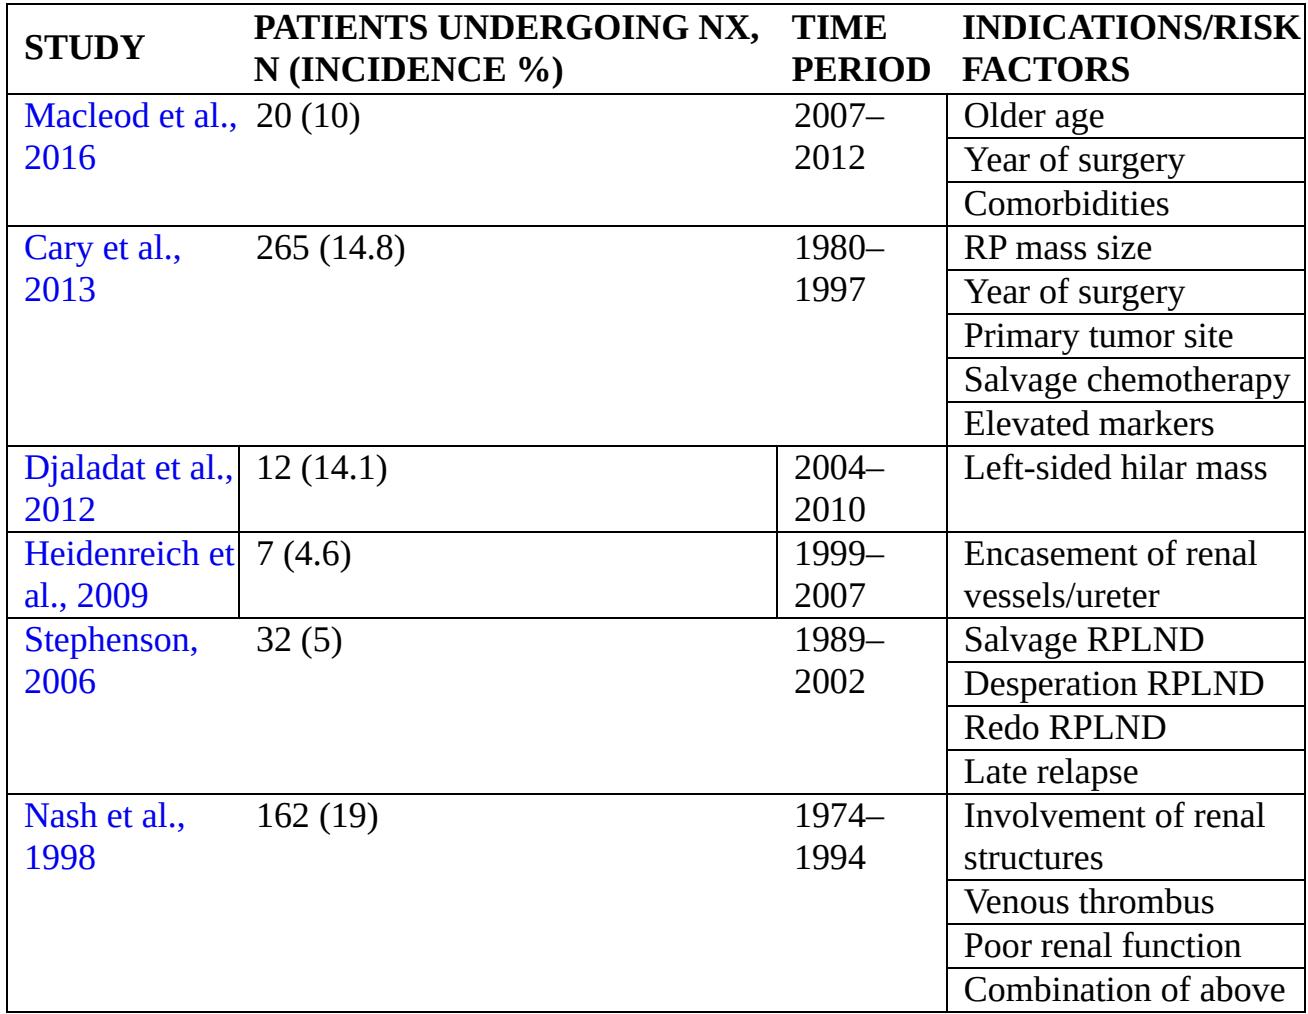 STUDY
PATIENTS UNDERGOING NX,
N (INCIDENCE %)
TIME
PERIOD
INDICATIONS/RISK
FACTORS
Macleod et al.,
2016
20 (10)
2007–
2012
Older age
Year of surgery
Comorbidities
Cary et al.,
2013
265 (14.8)
1980–
1997
RP mass size
Year of surgery
Primary tumor site
Salvage chemotherapy
Elevated markers
Djaladat et al.,
2012
12 (14.1)
2004–
2010
Left-sided hilar mass
Heidenreich et
al., 2009
7 (4.6)
1999–
2007
Encasement of renal
vessels/ureter
Stephenson,
2006
32 (5)
1989–
2002
Salvage RPLND
Desperation RPLND
Redo RPLND
Late relapse
Nash et al.,
1998
162 (19)
1974–
1994
Involvement of renal
structures
Venous thrombus
Poor renal function
Combination of above